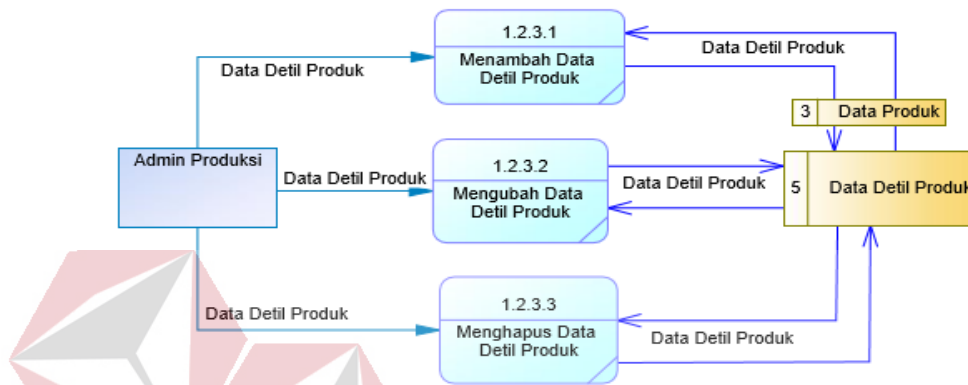 1.2.3.1
Menambah Data
Detil Produk
Data Detil Produk
Data Detil Produk
3 Data Produk
Admin Produksi
Data Detil Produk
1.2.3.2
Mengubah Data
Detil Produk
Data Detil Produk
5 Data Detil Produk
1.2.3.3
Menghapus Data
Detil Produk
Data Detil Produk
Data Detil Produk